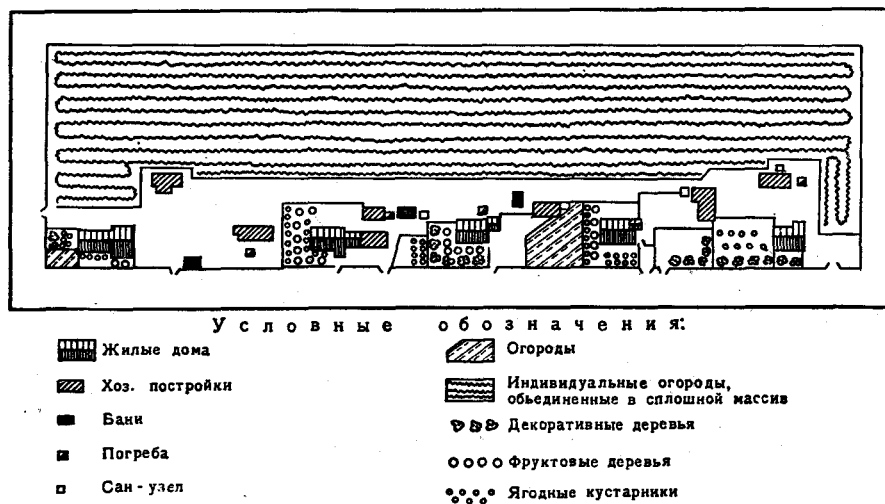 Условные обозначения:
Жилые дома
Хоз. постройки
Бани
Погреба
Сан-узел
Огороды
Индивидуальные огороды,
объединенные в сплошной массив
Декоративные деревья
Фруктовые деревья
Ягодные кустарники